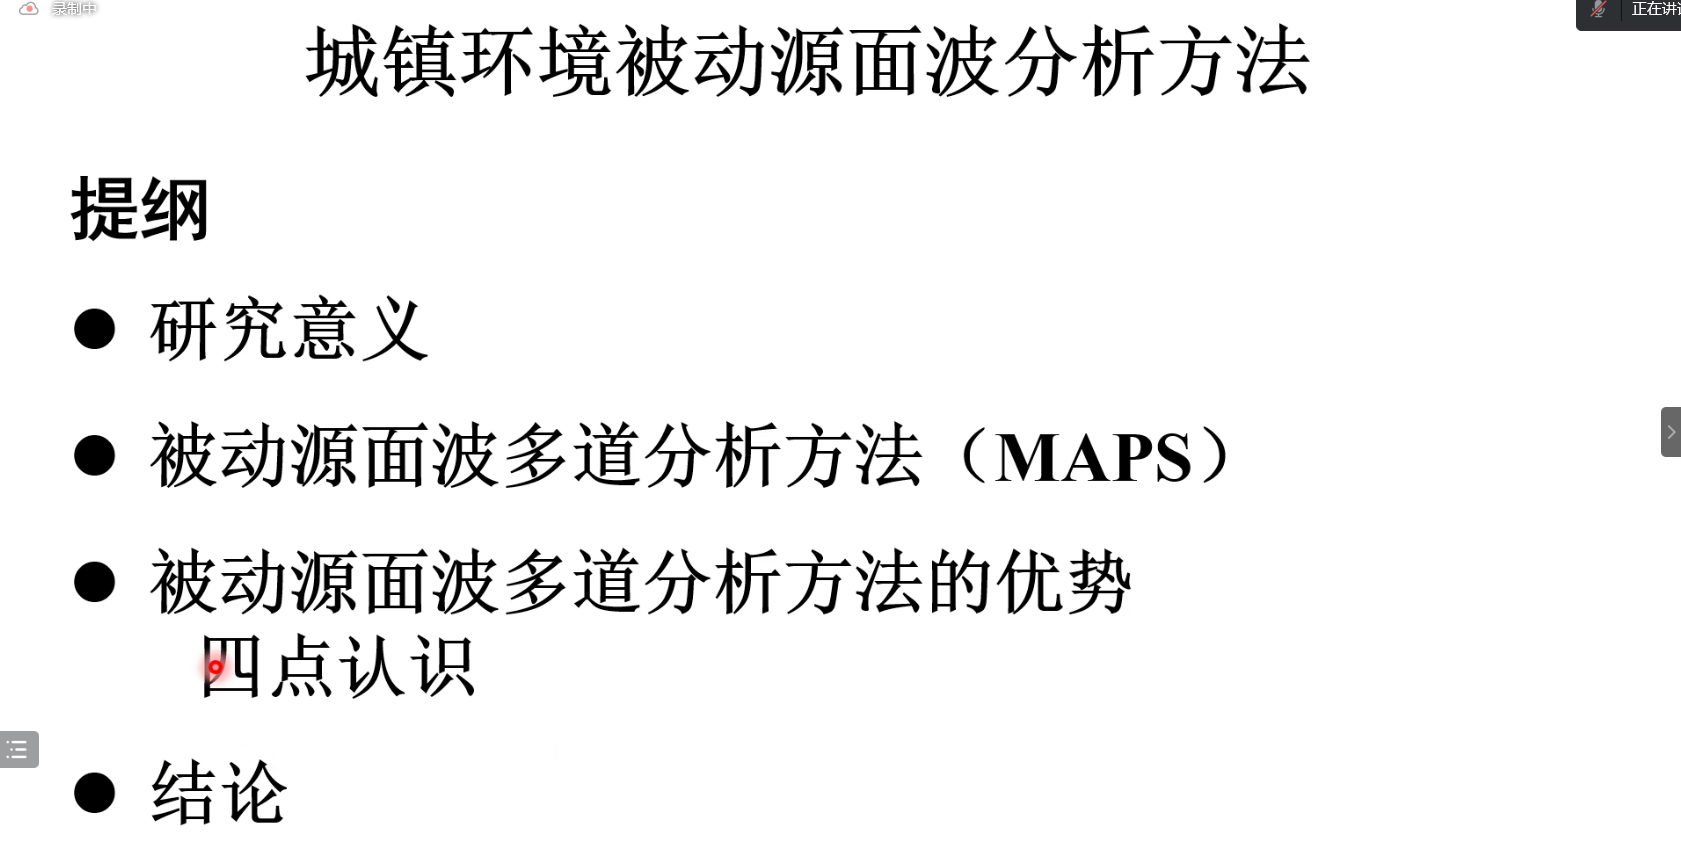 录制中
正在讲
城镇环境被动源面波分析方法
提纲
● 研究意义
● 被动源面波多道分析方法（MAPS）
● 被动源面波多道分析方法的优势
四点认识
● 结论